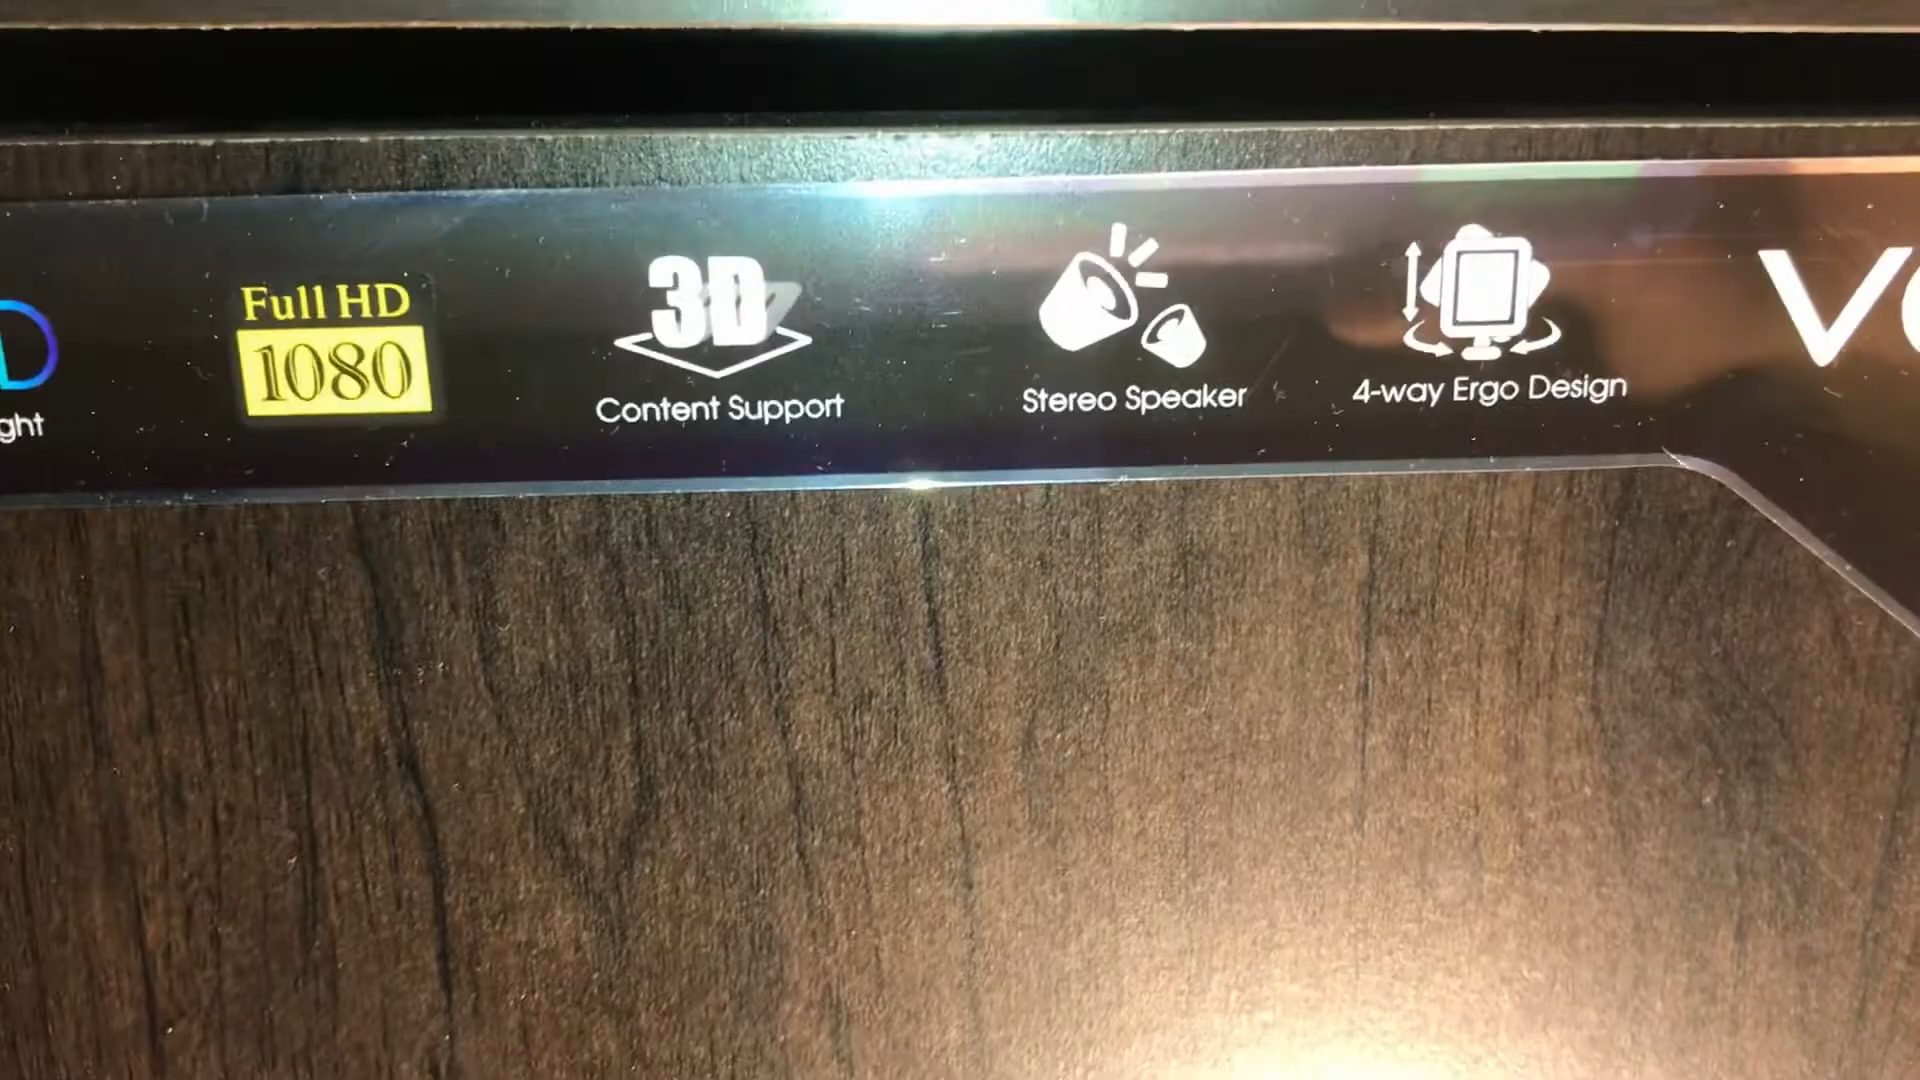 D
ght
Full HD
1080
3D
Content Support
Stereo Speaker
4-way Ergo Design
V